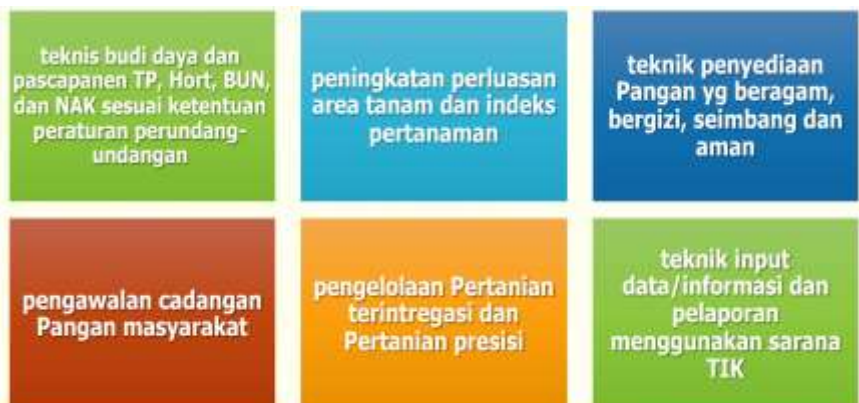 teknis budi daya dan
pascapanen TP, Hort, BUN,
dan NAK sesuai ketentuan
peraturan perundang-
undangan
peningkatan perluasan
area tanam dan indeks
pertanaman
teknik penyediaan
Pangan yg beragam,
bergizi, seimbang dan
aman
pengawalan cadangan
Pangan masyarakat
pengelolaan Pertanian
terintregasi dan
Pertanian presisi
teknik input
data/informasi dan
pelaporan
menggunakan sarana
TIK